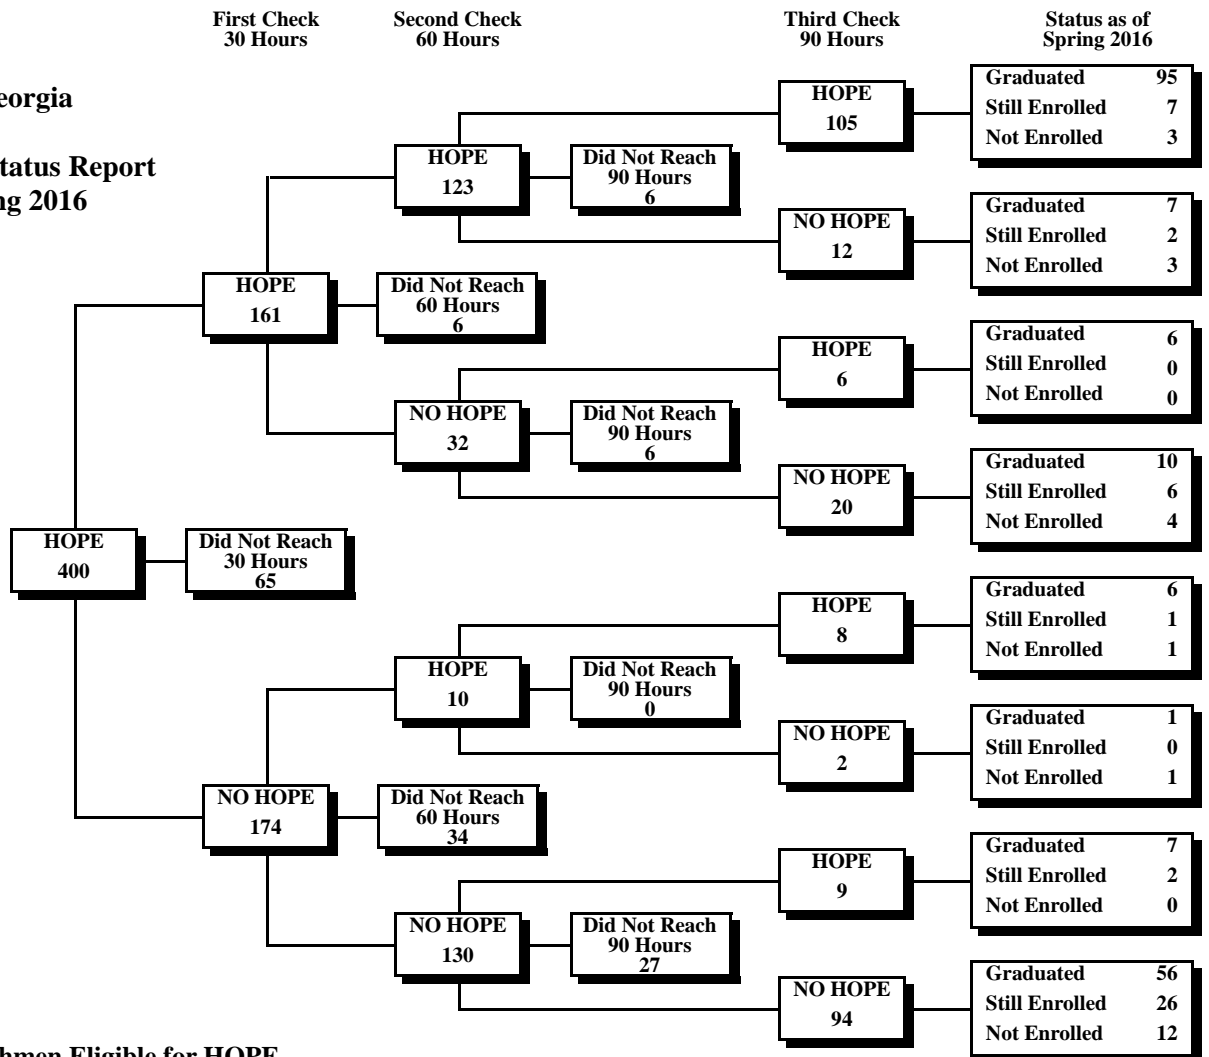 First Check
30 Hours
Second Check
60 Hours
Third Check
90 Hours
Status as of
Spring 2016
eorgia
tatus Report
ng 2016
HOPE
400
Did Not Reach
30 Hours
65
HOPE
161
Did Not Reach
60 Hours
6
NO HOPE
174
Did Not Reach
60 Hours
34
HOPE
123
Did Not Reach
90 Hours
6
NO HOPE
32
Did Not Reach
90 Hours
6
HOPE
10
Did Not Reach
90 Hours
0
NO HOPE
130
Did Not Reach
90 Hours
27
HOPE
105
Graduated 95
Still Enrolled 7
Not Enrolled 3
NO HOPE
12
Graduated 7
Still Enrolled 2
Not Enrolled 3
HOPE
6
Graduated 6
Still Enrolled 0
Not Enrolled 0
NO HOPE
20
Graduated 10
Still Enrolled 6
Not Enrolled 4
HOPE
8
Graduated 6
Still Enrolled 1
Not Enrolled 1
NO HOPE
2
Graduated 1
Still Enrolled 0
Not Enrolled 1
HOPE
9
Graduated 7
Still Enrolled 2
Not Enrolled 0
NO HOPE
94
Graduated 56
Still Enrolled 26
Not Enrolled 12
hmen Eligible for HOPE